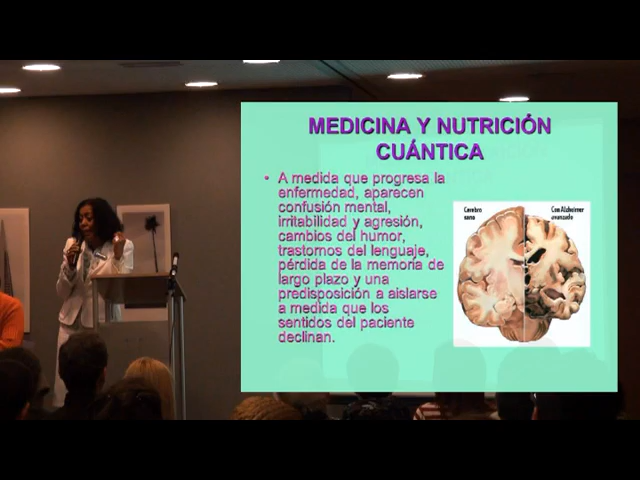 MEDICINA Y NUTRICIÓN
CUÁNTICA
• A medida que progresa la
enfermedad, aparecen
confusión mental,
irritabilidad y agresión,
cambios del humor,
trastornos del lenguaje,
pérdida de la memoria de
largo plazo y una
predisposición a aislarse
a medida que los
sentidos del paciente
declinan.
Cerebro
sano
Con Alzheimer
avanzado